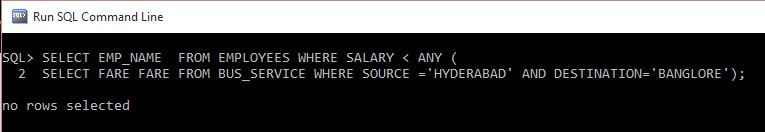 Run SQL Command Line
SQL> SELECT EMP_NAME  FROM EMPLOYEES WHERE SALARY < ANY (
  2  SELECT FARE FARE FROM BUS_SERVICE WHERE SOURCE ='HYDERABAD' AND DESTINATION='BANGLORE');
no rows selected